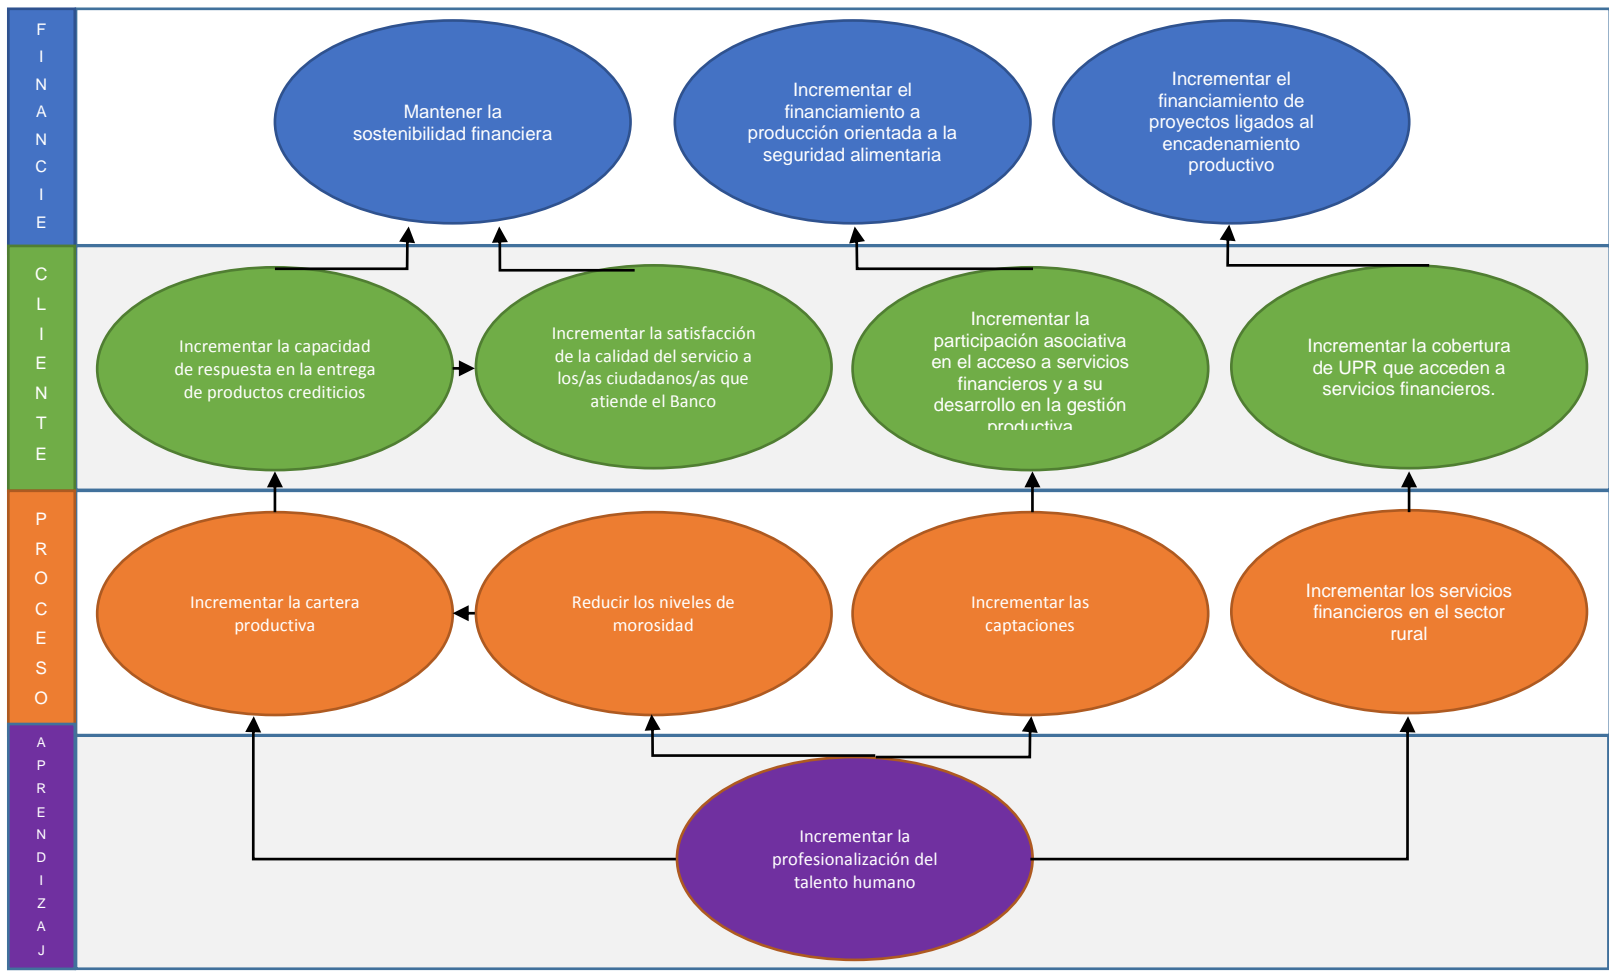 F
I
N
A
N
C
I
E
Mantener la
sostenibilidad financiera
Incrementar el
financiamiento a
producción orientada a la
seguridad alimentaria
Incrementar el
financiamiento de
proyectos ligados al
encadenamiento
productivo
C
L
I
E
N
T
E
Incrementar la capacidad
de respuesta en la entrega
de productos crediticios
Incrementar la satisfacción
de la calidad del servicio a
los/as ciudadanos/as que
atiende el Banco
Incrementar la
participación asociativa
en el acceso a servicios
financieros y a su
desarrollo en la gestión
productiva
Incrementar la cobertura
de UPR que acceden a
servicios financieros.
P
R
O
C
E
S
O
Incrementar la cartera
productiva
Reducir los niveles de
morosidad
Incrementar las
captaciones
Incrementar los servicios
financieros en el sector
rural
A
P
R
E
N
D
I
Z
A
J
Incrementar la
profesionalización del
talento humano